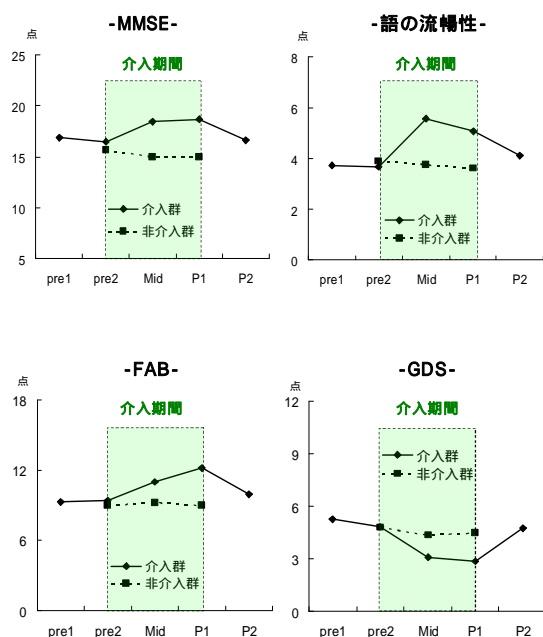 -MMSE-
点
介入期間
25
20
15
10
5
介入群
非介入群
pre1 pre2 Mid P1 P2
-語の流暢性-
点
介入期間
8
6
4
2
0
介入群
非介入群
pre1 pre2 Mid P1 P2
-FAB-
点
介入期間
18
12
6
0
介入群
非介入群
pre1 pre2 Mid P1 P2
-GDS-
点
介入期間
12
9
6
3
0
介入群
非介入群
pre1 pre2 Mid P1 P2